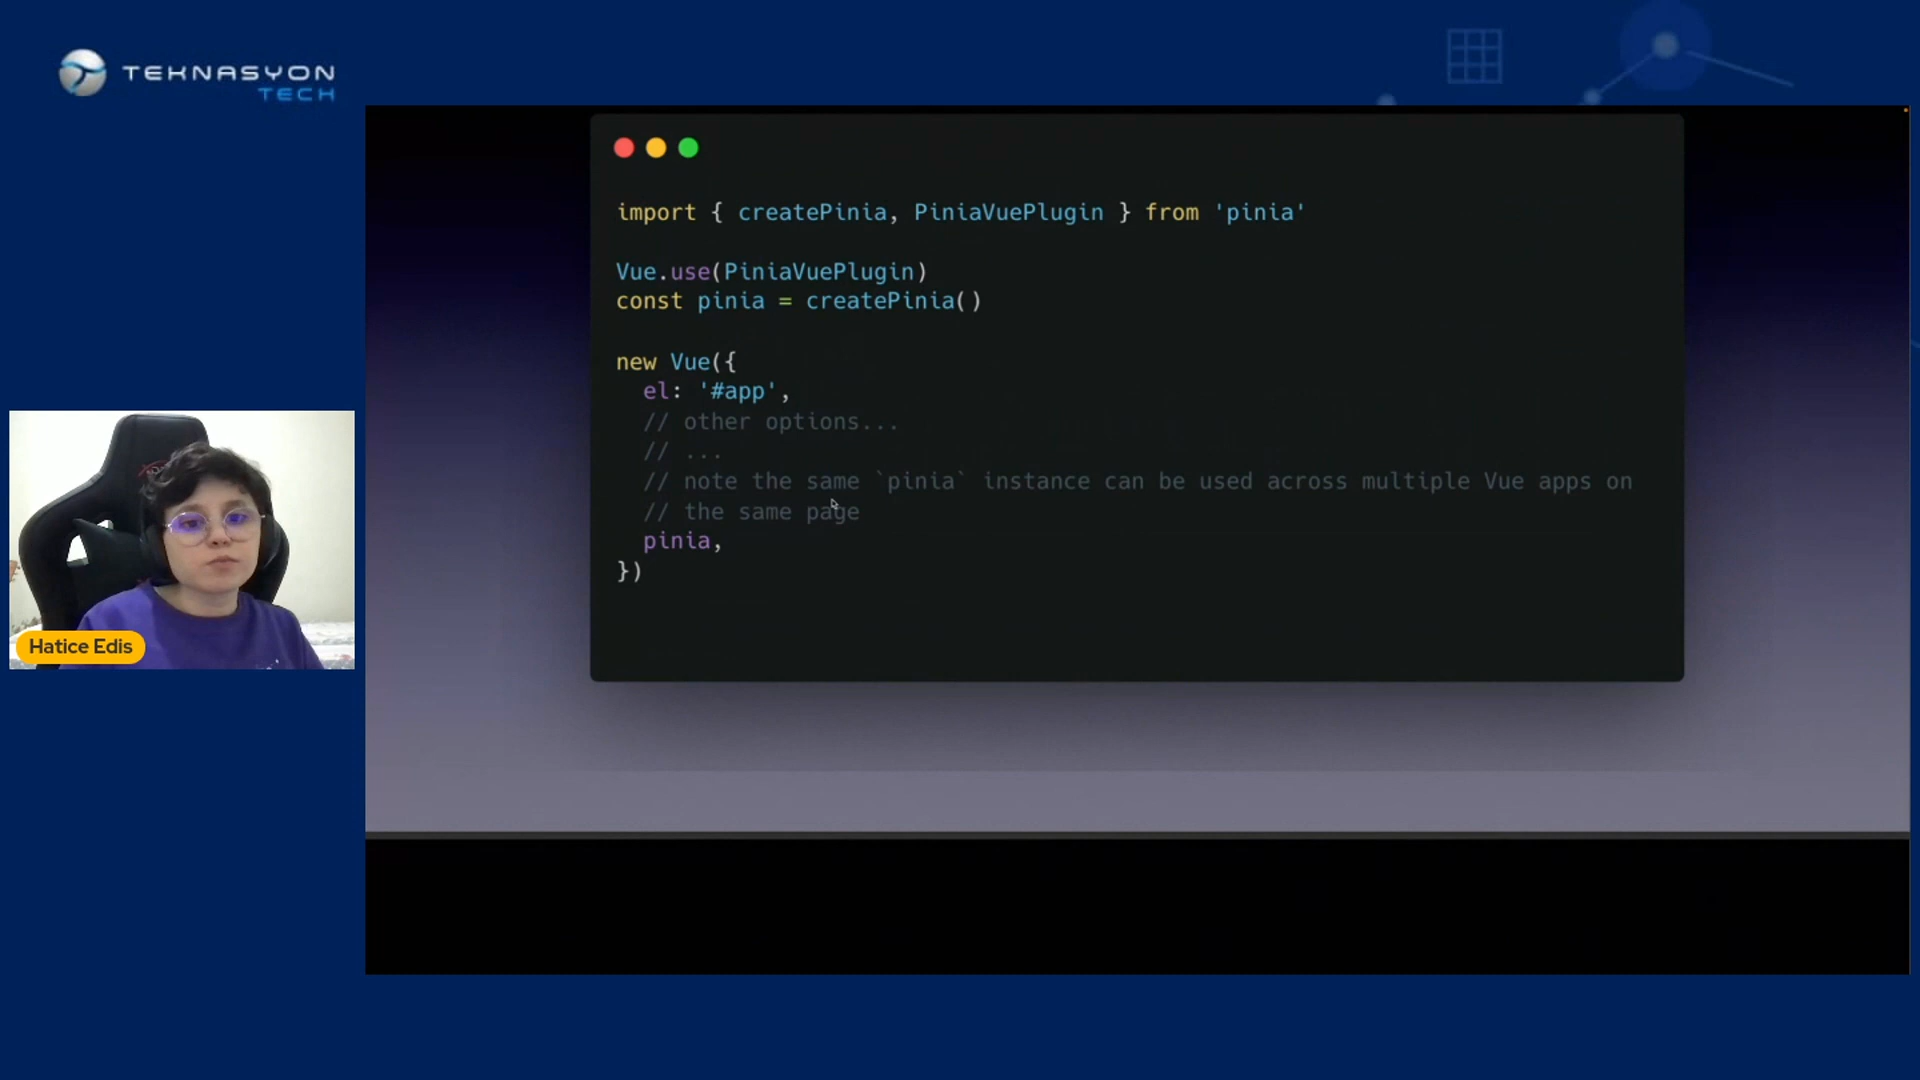 TEKNASYON
TECH
import { createPinia, PiniaVuePlugin } from 'pinia'
Vue.use(PiniaVuePlugin)
const pinia = createPinia()
new Vue({
  el: '#app',
  // other options...
  // ...
  // note the same `pinia` instance can be used across multiple Vue apps on
  // the same page
  pinia,
})
Hatice Edis